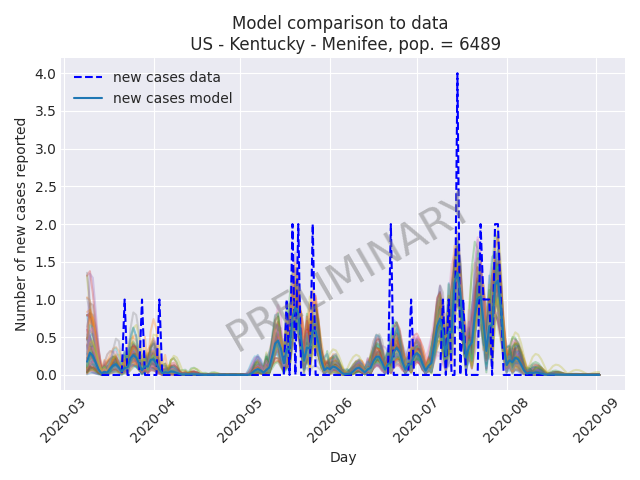 Model comparison to data
US - Kentucky - Menifee, pop. = 6489
new cases data
new cases model
PRELIMINARY
Number of new cases reported
4.0
3.5
3.0
2.5
2.0
1.5
1.0
0.5
0.0
2020-03
2020-04
2020-05
2020-06
2020-07
2020-08
2020-09
Day